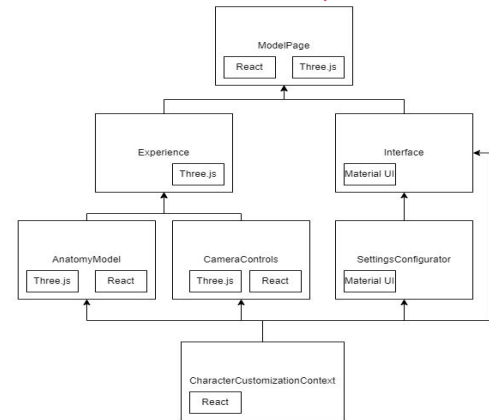 ModelPage
React Three.js
Experience
Three.js
Interface
Material UI
AnatomyModel
Three.js React
CameraControls
Three.js React
SettingsConfigurator
Material UI
CharacterCustomizationContext
React